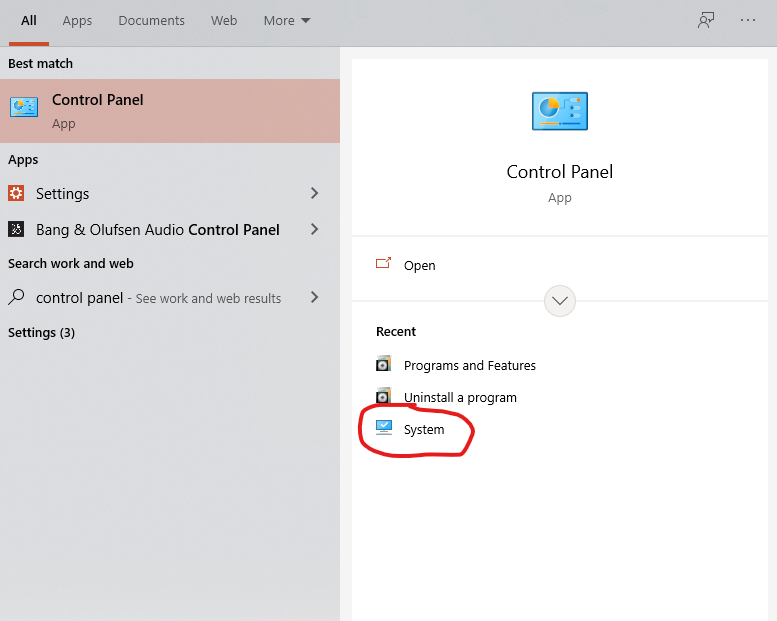 All Apps Documents Web More
Best match
Control Panel
App
Apps
Settings
Bang & Olufsen Audio Control Panel
Search work and web
control panel - See work and web results
Settings (3)
Control Panel
App
Open
Recent
Programs and Features
Uninstall a program
System